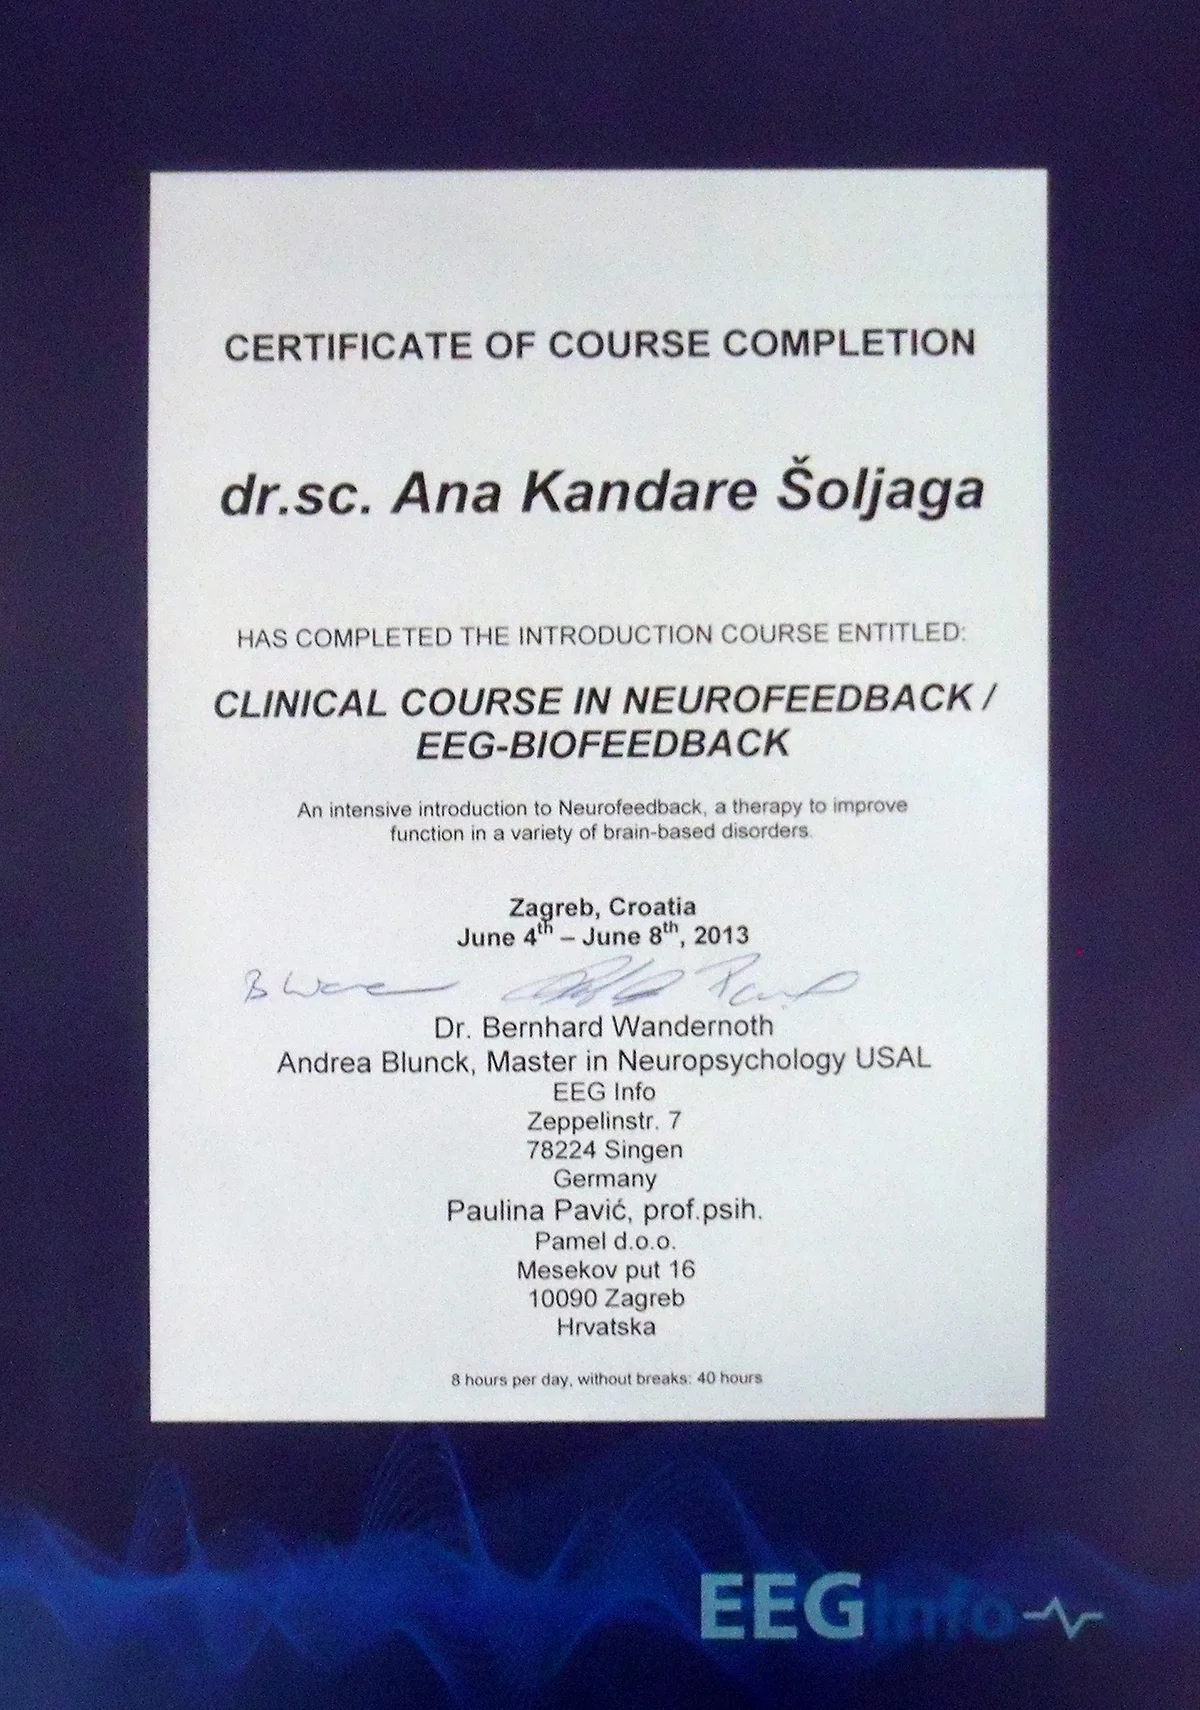 CERTIFICATE OF COURSE COMPLETION
dr.sc. Ana Kandare Šoljaga
HAS COMPLETED THE INTRODUCTION COURSE ENTITLED:
CLINICAL COURSE IN NEUROFEEDBACK /
EEG-BIOFEEDBACK
An intensive introduction to Neurofeedback, a therapy to improve
function in a variety of brain-based disorders.
Zagreb, Croatia
June 4th – June 8th, 2013
Dr. Bernhard Wandernoth
Andrea Blunck, Master in Neuropsychology USAL
EEG Info
Zeppelinstr. 7
78224 Singen
Germany
Paulina Pavić, prof.psih.
Pamel d.o.o.
Mesekov put 16
10090 Zagreb
Hrvatska
8 hours per day, without breaks: 40 hours
EEGInfo